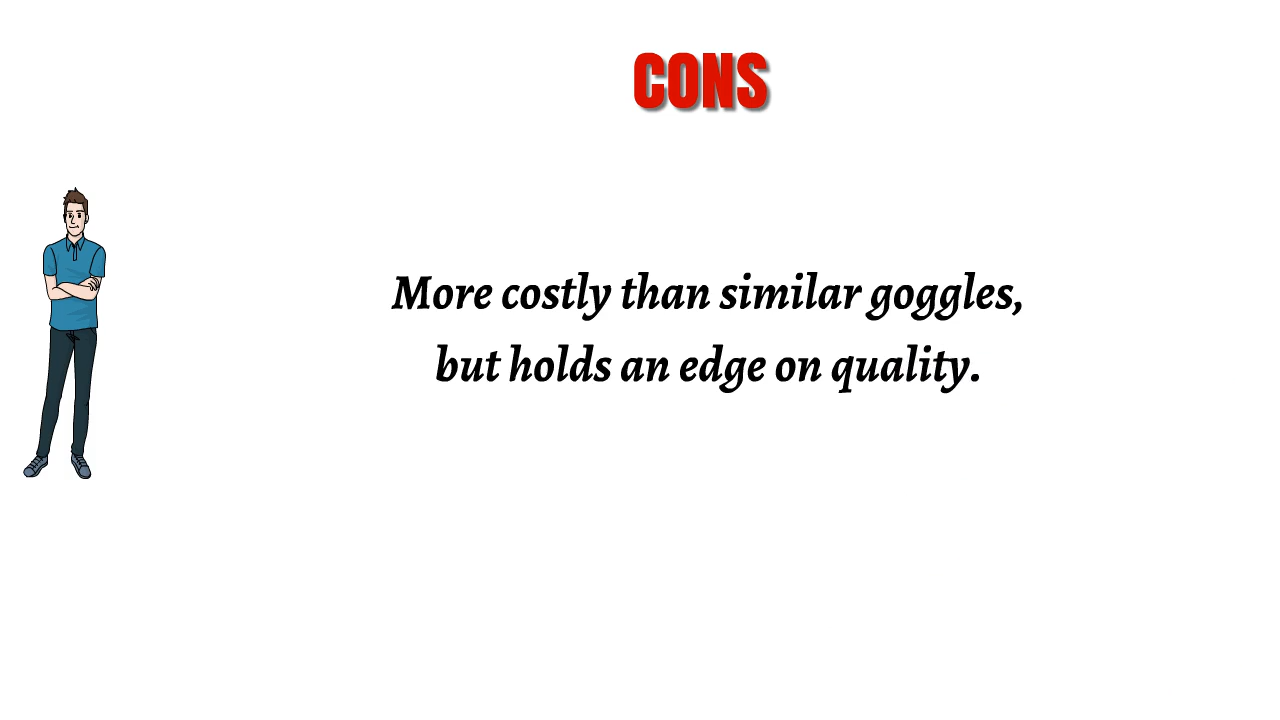 CONS
More costly than similar goggles,
but holds an edge on quality.